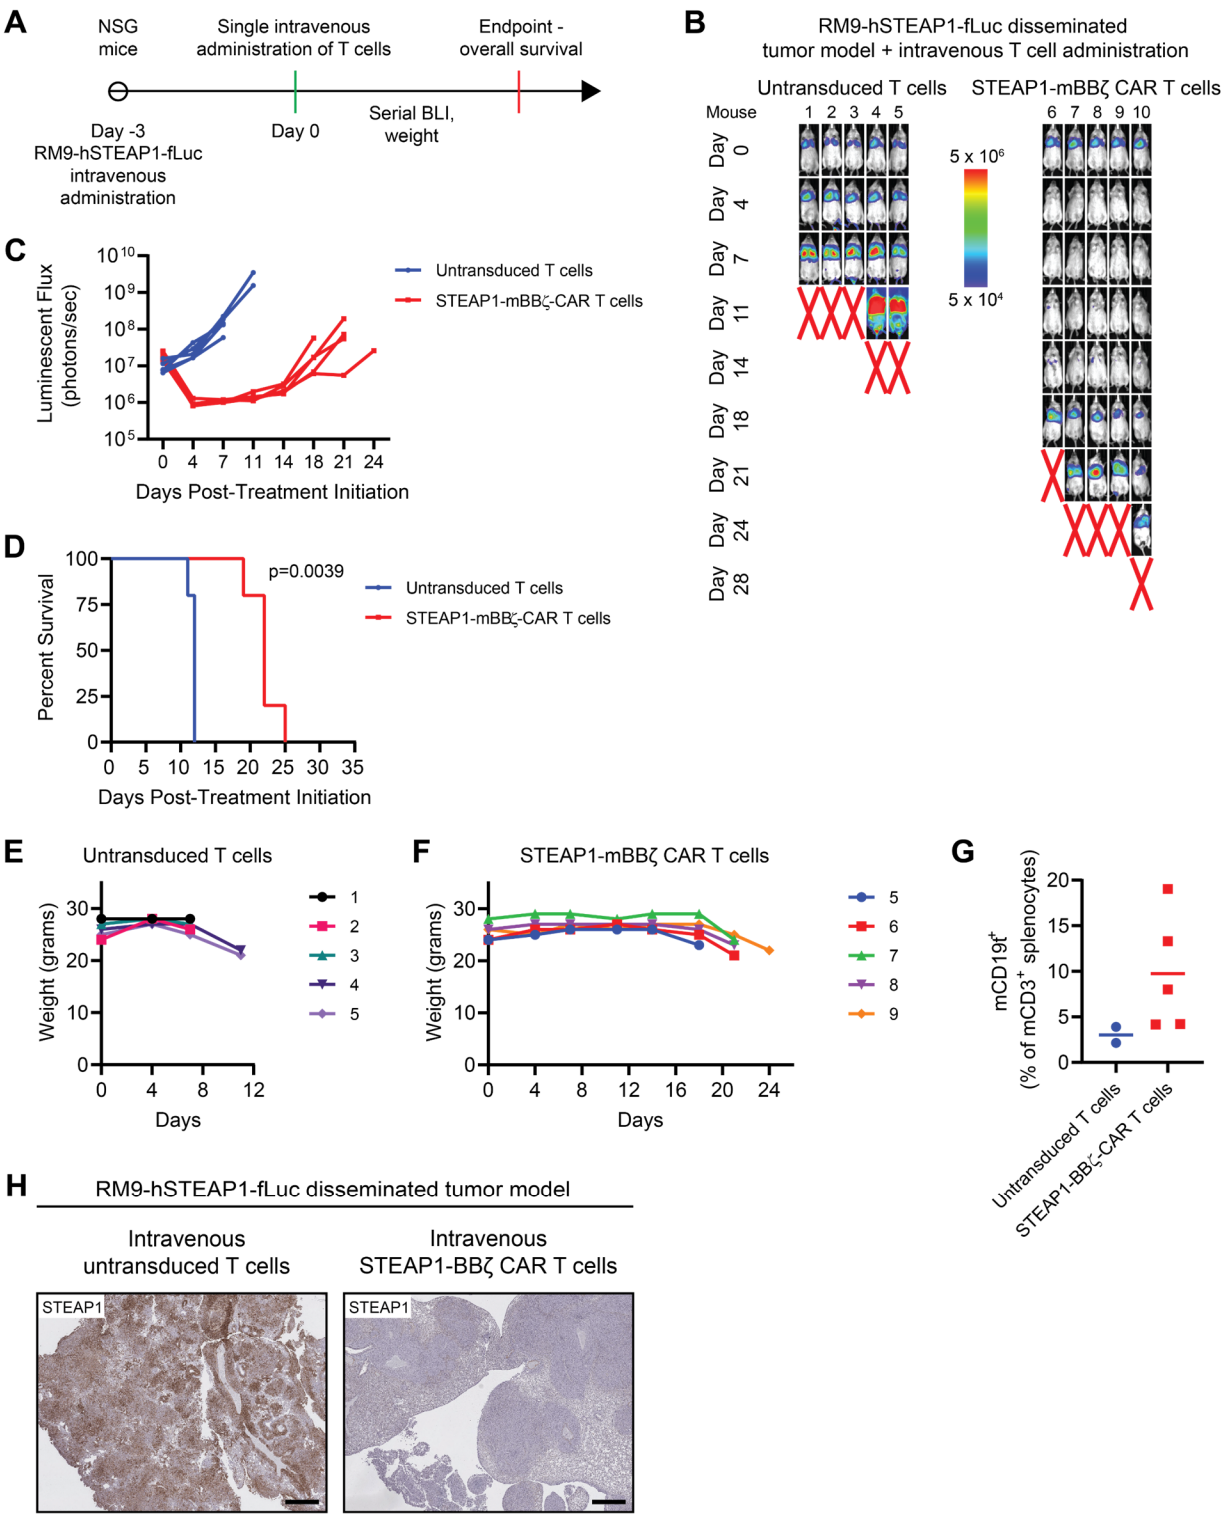 A
NSG
mice
Single intravenous
administration of T cells
Endpoint -
overall survival
Day -3
RM9-hSTEAP1-fLuc
intravenous
administration
Day 0
Serial BLI,
weight
B
RM9-hSTEAP1-fLuc disseminated
tumor model + intravenous T cell administration
Untransduced T cells
STEAP1-mBBζ CAR T cells
Mouse
1 2 3 4 5
6 7 8 9 10
Day 0
Day 4
Day 7
Day 11
Day 14
Day 18
Day 21
Day 24
Day 28
5 x 10⁶
5 x 10⁴
C
Luminescent Flux
(photons/sec)
10¹⁰
10⁹
10⁸
10⁷
10⁶
10⁵
0 4 7 11 14 18 21 24
Days Post-Treatment Initiation
Untransduced T cells
STEAP1-mBBζ-CAR T cells
D
Percent Survival
100
75
50
25
0
0 5 10 15 20 25 30 35
Days Post-Treatment Initiation
p=0.0039
Untransduced T cells
STEAP1-mBBζ-CAR T cells
E
Untransduced T cells
Weight (grams)
30
20
10
0
0 4 8 12
Days
1
2
3
4
5
F
STEAP1-mBBζ CAR T cells
Weight (grams)
30
20
10
0
0 4 8 12 16 20 24
Days
5
6
7
8
9
G
mCD19t⁺
(% of mCD3⁺ splenocytes)
20
15
10
5
0
Untransduced T cells
STEAP1-BBζ-CAR T cells
H
RM9-hSTEAP1-fLuc disseminated tumor model
Intravenous
untransduced T cells
Intravenous
STEAP1-BBζ CAR T cells
STEAP1
STEAP1